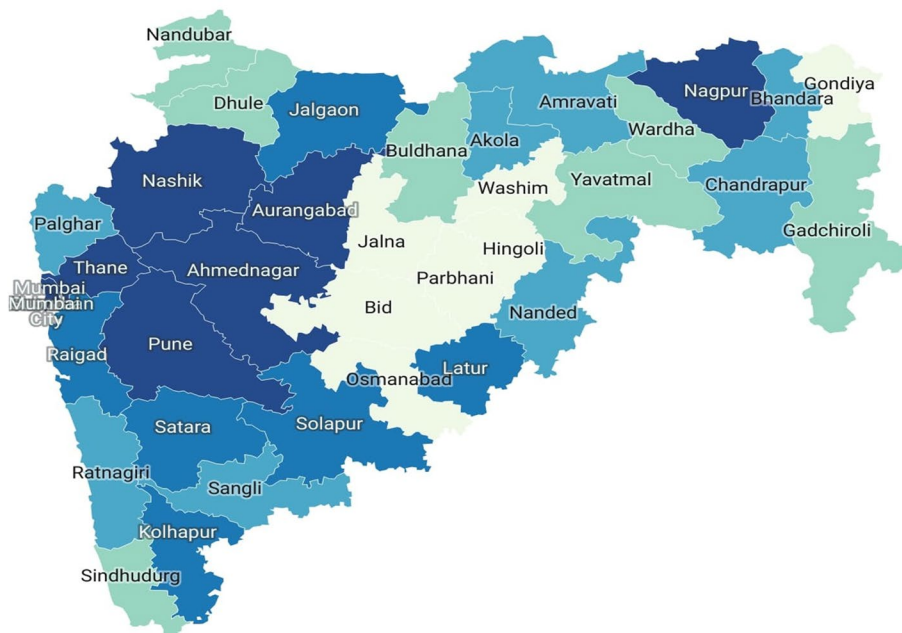 Nandubar
Dhule
Jalgaon
Buldhana
Akola
Amravati
Nagpur
Bhandara
Gondiya
Wardha
Washim
Yavatmal
Chandrapur
Gadchiroli
Nashik
Aurangabad
Palghar
Jalna
Hingoli
Thane
Ahmednagar
Parbhani
Mumbai
Mumbai
City
Bid
Nanded
Raigad
Pune
Latur
Osmanabad
Satara
Solapur
Ratnagiri
Sangli
Kolhapur
Sindhudurg